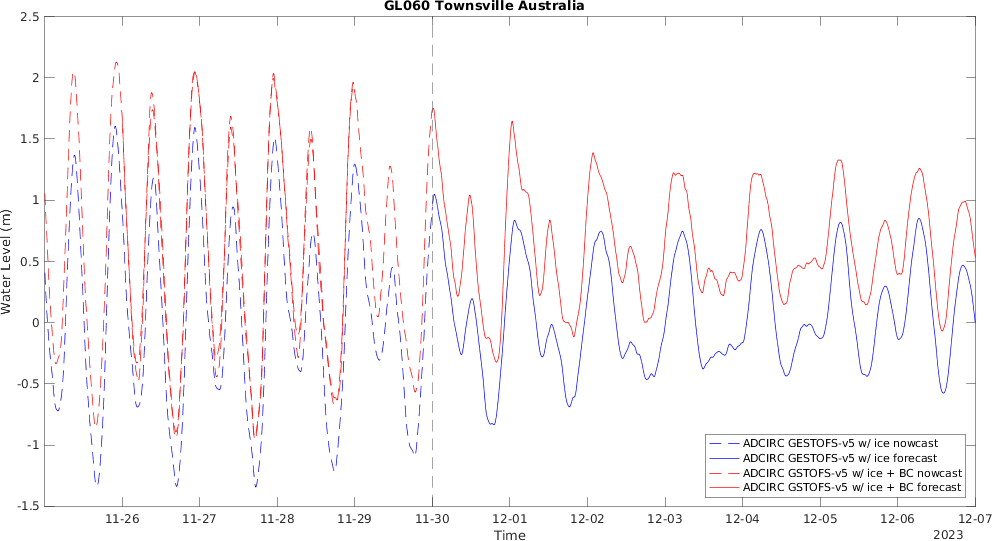 GL060 Townsville Australia
2.5
2
1.5
1
0.5
0
-0.5
-1
-1.5
Water Level (m)
ADCIRC GESTOFS-v5 w/ ice nowcast
ADCIRC GESTOFS-v5 w/ ice forecast
ADCIRC GSTOFS-v5 w/ ice + BC nowcast
ADCIRC GSTOFS-v5 w/ ice + BC forecast
11-26 11-27 11-28 11-29 11-30 12-01 12-02 12-03 12-04 12-05 12-06 12-07
Time
2023